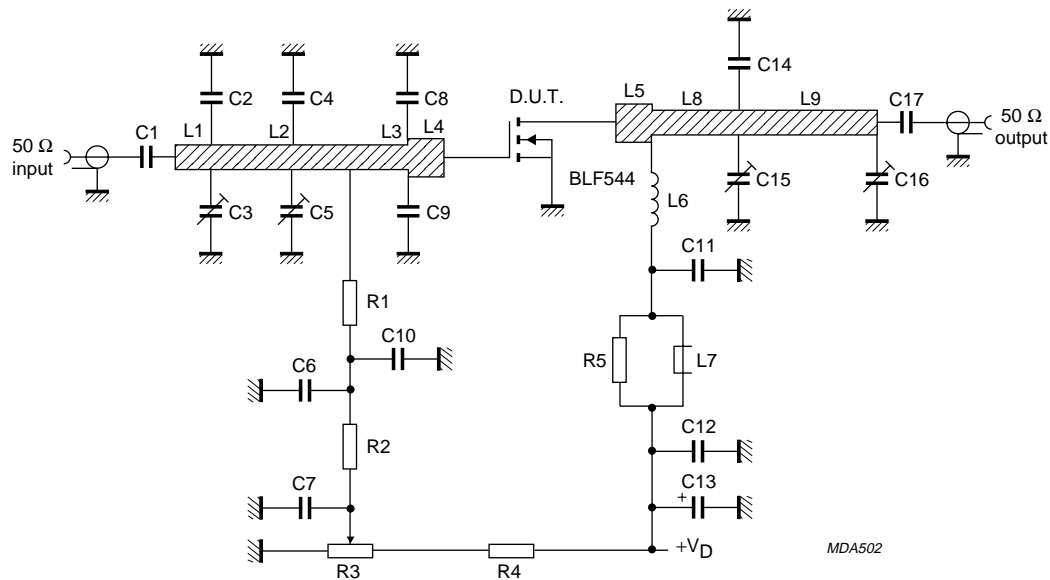 C14
C2
C4
C8
D.U.T.
L5
L8
L9
C17
50 Ω
input
C1
L1
L2
L3
L4
50 Ω
output
BLF544
C3
C5
C9
L6
C15
C16
C11
R1
C10
R5
L7
C6
R2
C12
C7
C13
+
+VD
R3
R4
MDA502